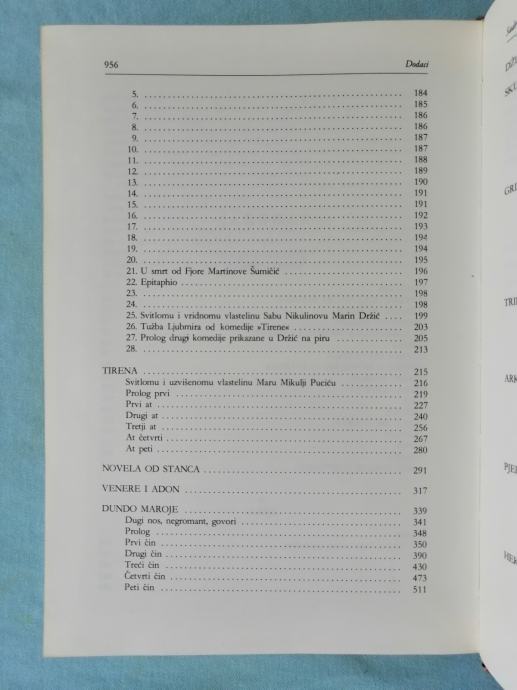 956 Dodaci
5. 184
6. 185
7. 186
8. 186
9. 187
10. 187
11. 188
12. 189
13. 190
14. 191
15. 191
16. 192
17. 193
18. 194
19. 194
20. 195
21. U smrt od Fjore Martinove Šumičić 196
22. Epitaphio 197
23. 198
24. 198
25. Svitlomu i vridnomu vlastelinu Sabu Nikulinovu Marin Držić 199
26. Tužba Ljubmira od komedije »Tirene« 203
27. Prolog drugi komedije prikazane u Držić na piru 205
28. 213
TIRENA 215
Svitlomu i uzvišenomu vlastelinu Maru Mikulji Puciću 216
Prolog prvi 219
Prvi at 227
Drugi at 240
Tretji at 256
At četvrti 267
At peti 280
NOVELA OD STANCA 291
VENERE I ADON 317
DUNDO MAROJE 339
Dugi nos, negromant, govori 341
Prolog 348
Prvi čin 350
Drugi čin 390
Treći čin 430
Četvrti čin 473
Peti čin 511